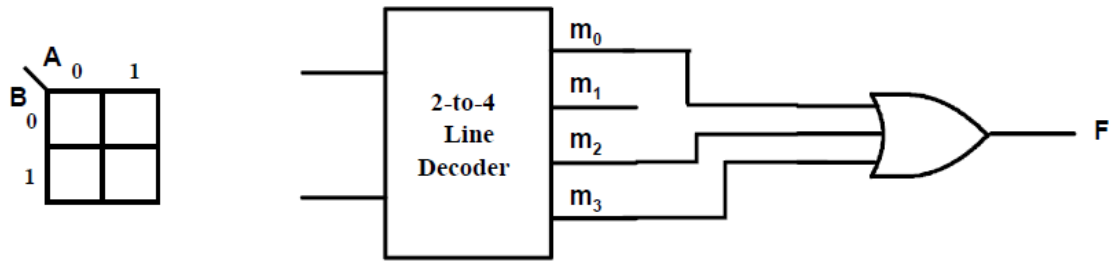 A
0 1
B
0
1
2-to-4
Line
Decoder
m₀
m₁
m₂
m₃
F